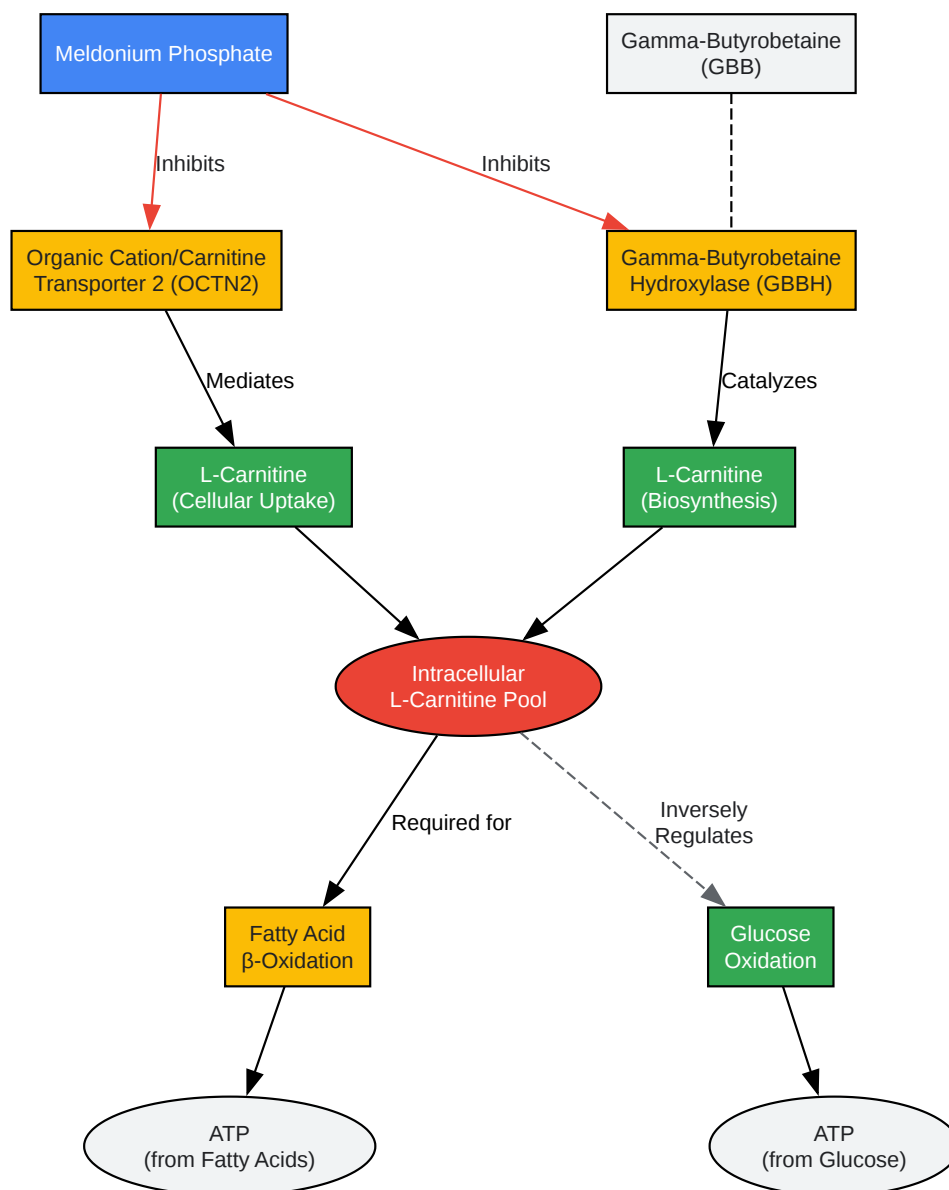 Meldonium Phosphate
Gamma-Butyrobetaine
(GBB)
Inhibits
Inhibits
Organic Cation/Carnitine
Transporter 2 (OCTN2)
Gamma-Butyrobetaine
Hydroxylase (GBBH)
Mediates
Catalyzes
L-Carnitine
(Cellular Uptake)
L-Carnitine
(Biosynthesis)
Intracellular
L-Carnitine Pool
Required for
Inversely
Regulates
Fatty Acid
β-Oxidation
Glucose
Oxidation
ATP
(from Fatty Acids)
ATP
(from Glucose)